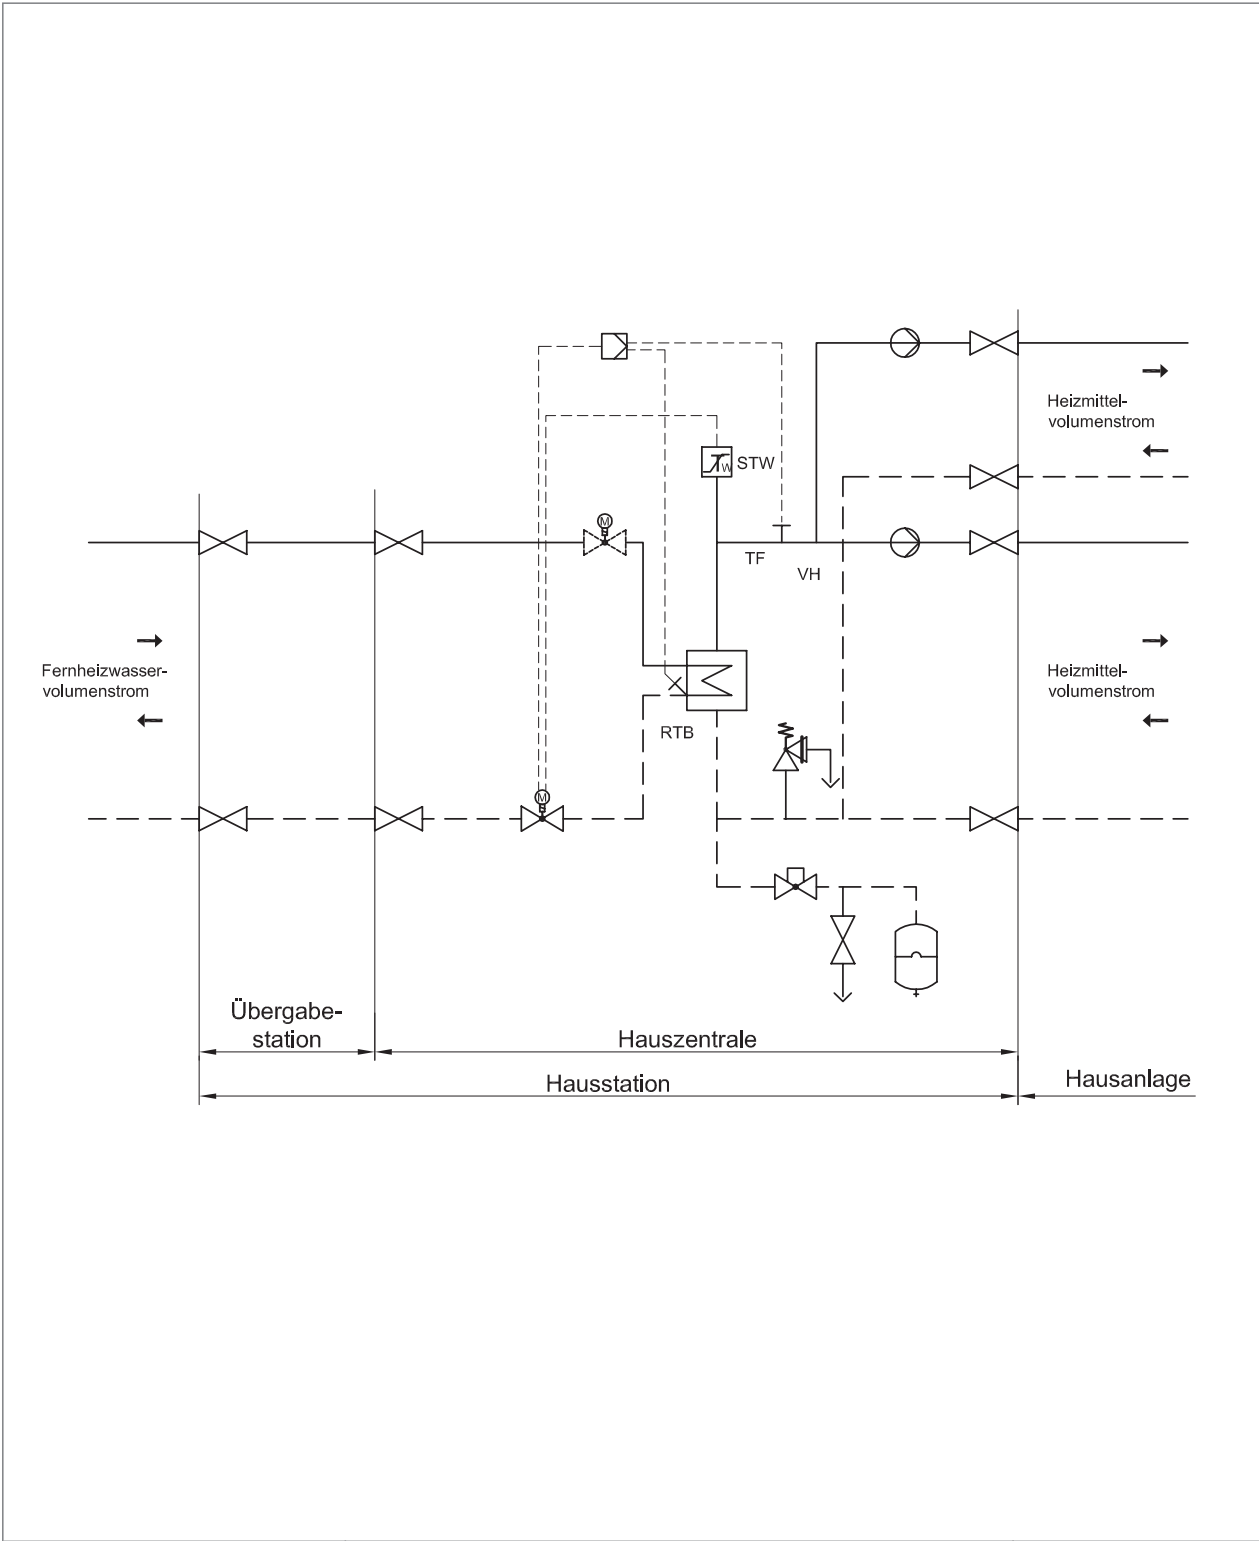 Heizmittel-
volumenstrom
STW
M
W
TF
VH
Fernheizwasser-
volumenstrom
Heizmittel-
volumenstrom
RTB
M
Übergabe-
station
Hauszentrale
Hausstation
Hausanlage